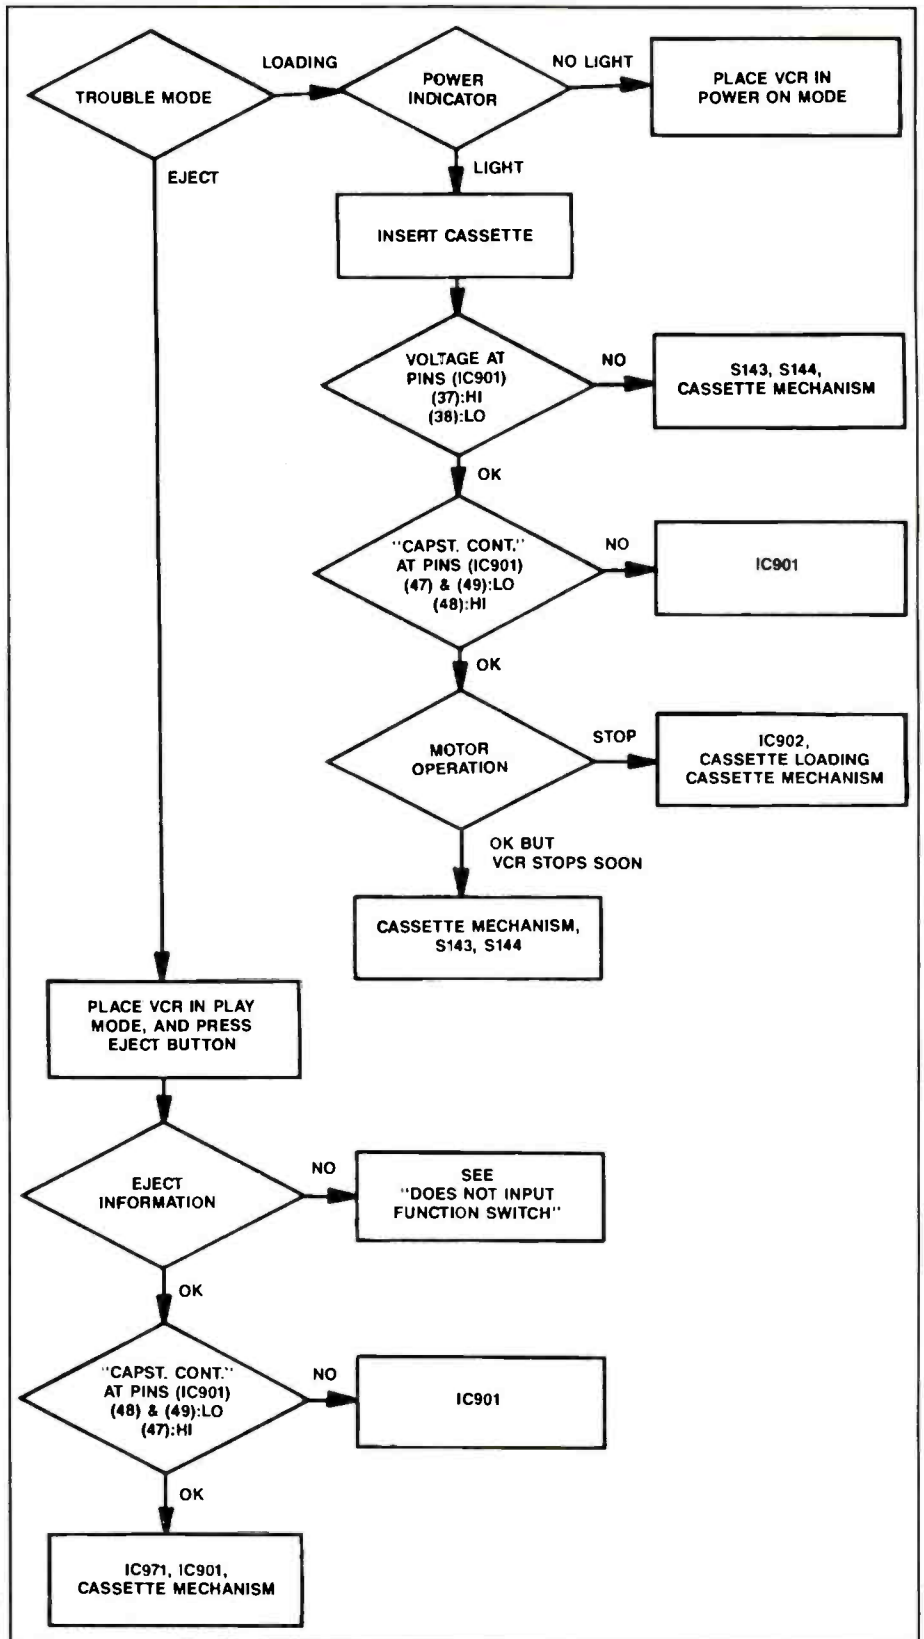 TROUBLE MODE
LOADING
POWER
INDICATOR
NO LIGHT
PLACE VCR IN
POWER ON MODE
EJECT
LIGHT
INSERT CASSETTE
VOLTAGE AT
PINS (IC901)
(37):HI
(38):LO
NO
S143, S144,
CASSETTE MECHANISM
OK
"CAPST. CONT."
AT PINS (IC901)
(47) & (49):LO
(48):HI
NO
IC901
OK
MOTOR
OPERATION
STOP
IC902,
CASSETTE LOADING
CASSETTE MECHANISM
OK BUT
VCR STOPS SOON
CASSETTE MECHANISM,
S143, S144
PLACE VCR IN PLAY
MODE, AND PRESS
EJECT BUTTON
EJECT
INFORMATION
NO
SEE
"DOES NOT INPUT
FUNCTION SWITCH"
OK
"CAPST. CONT."
AT PINS (IC901)
(48) & (49):LO
(47):HI
NO
IC901
OK
IC971, IC901,
CASSETTE MECHANISM